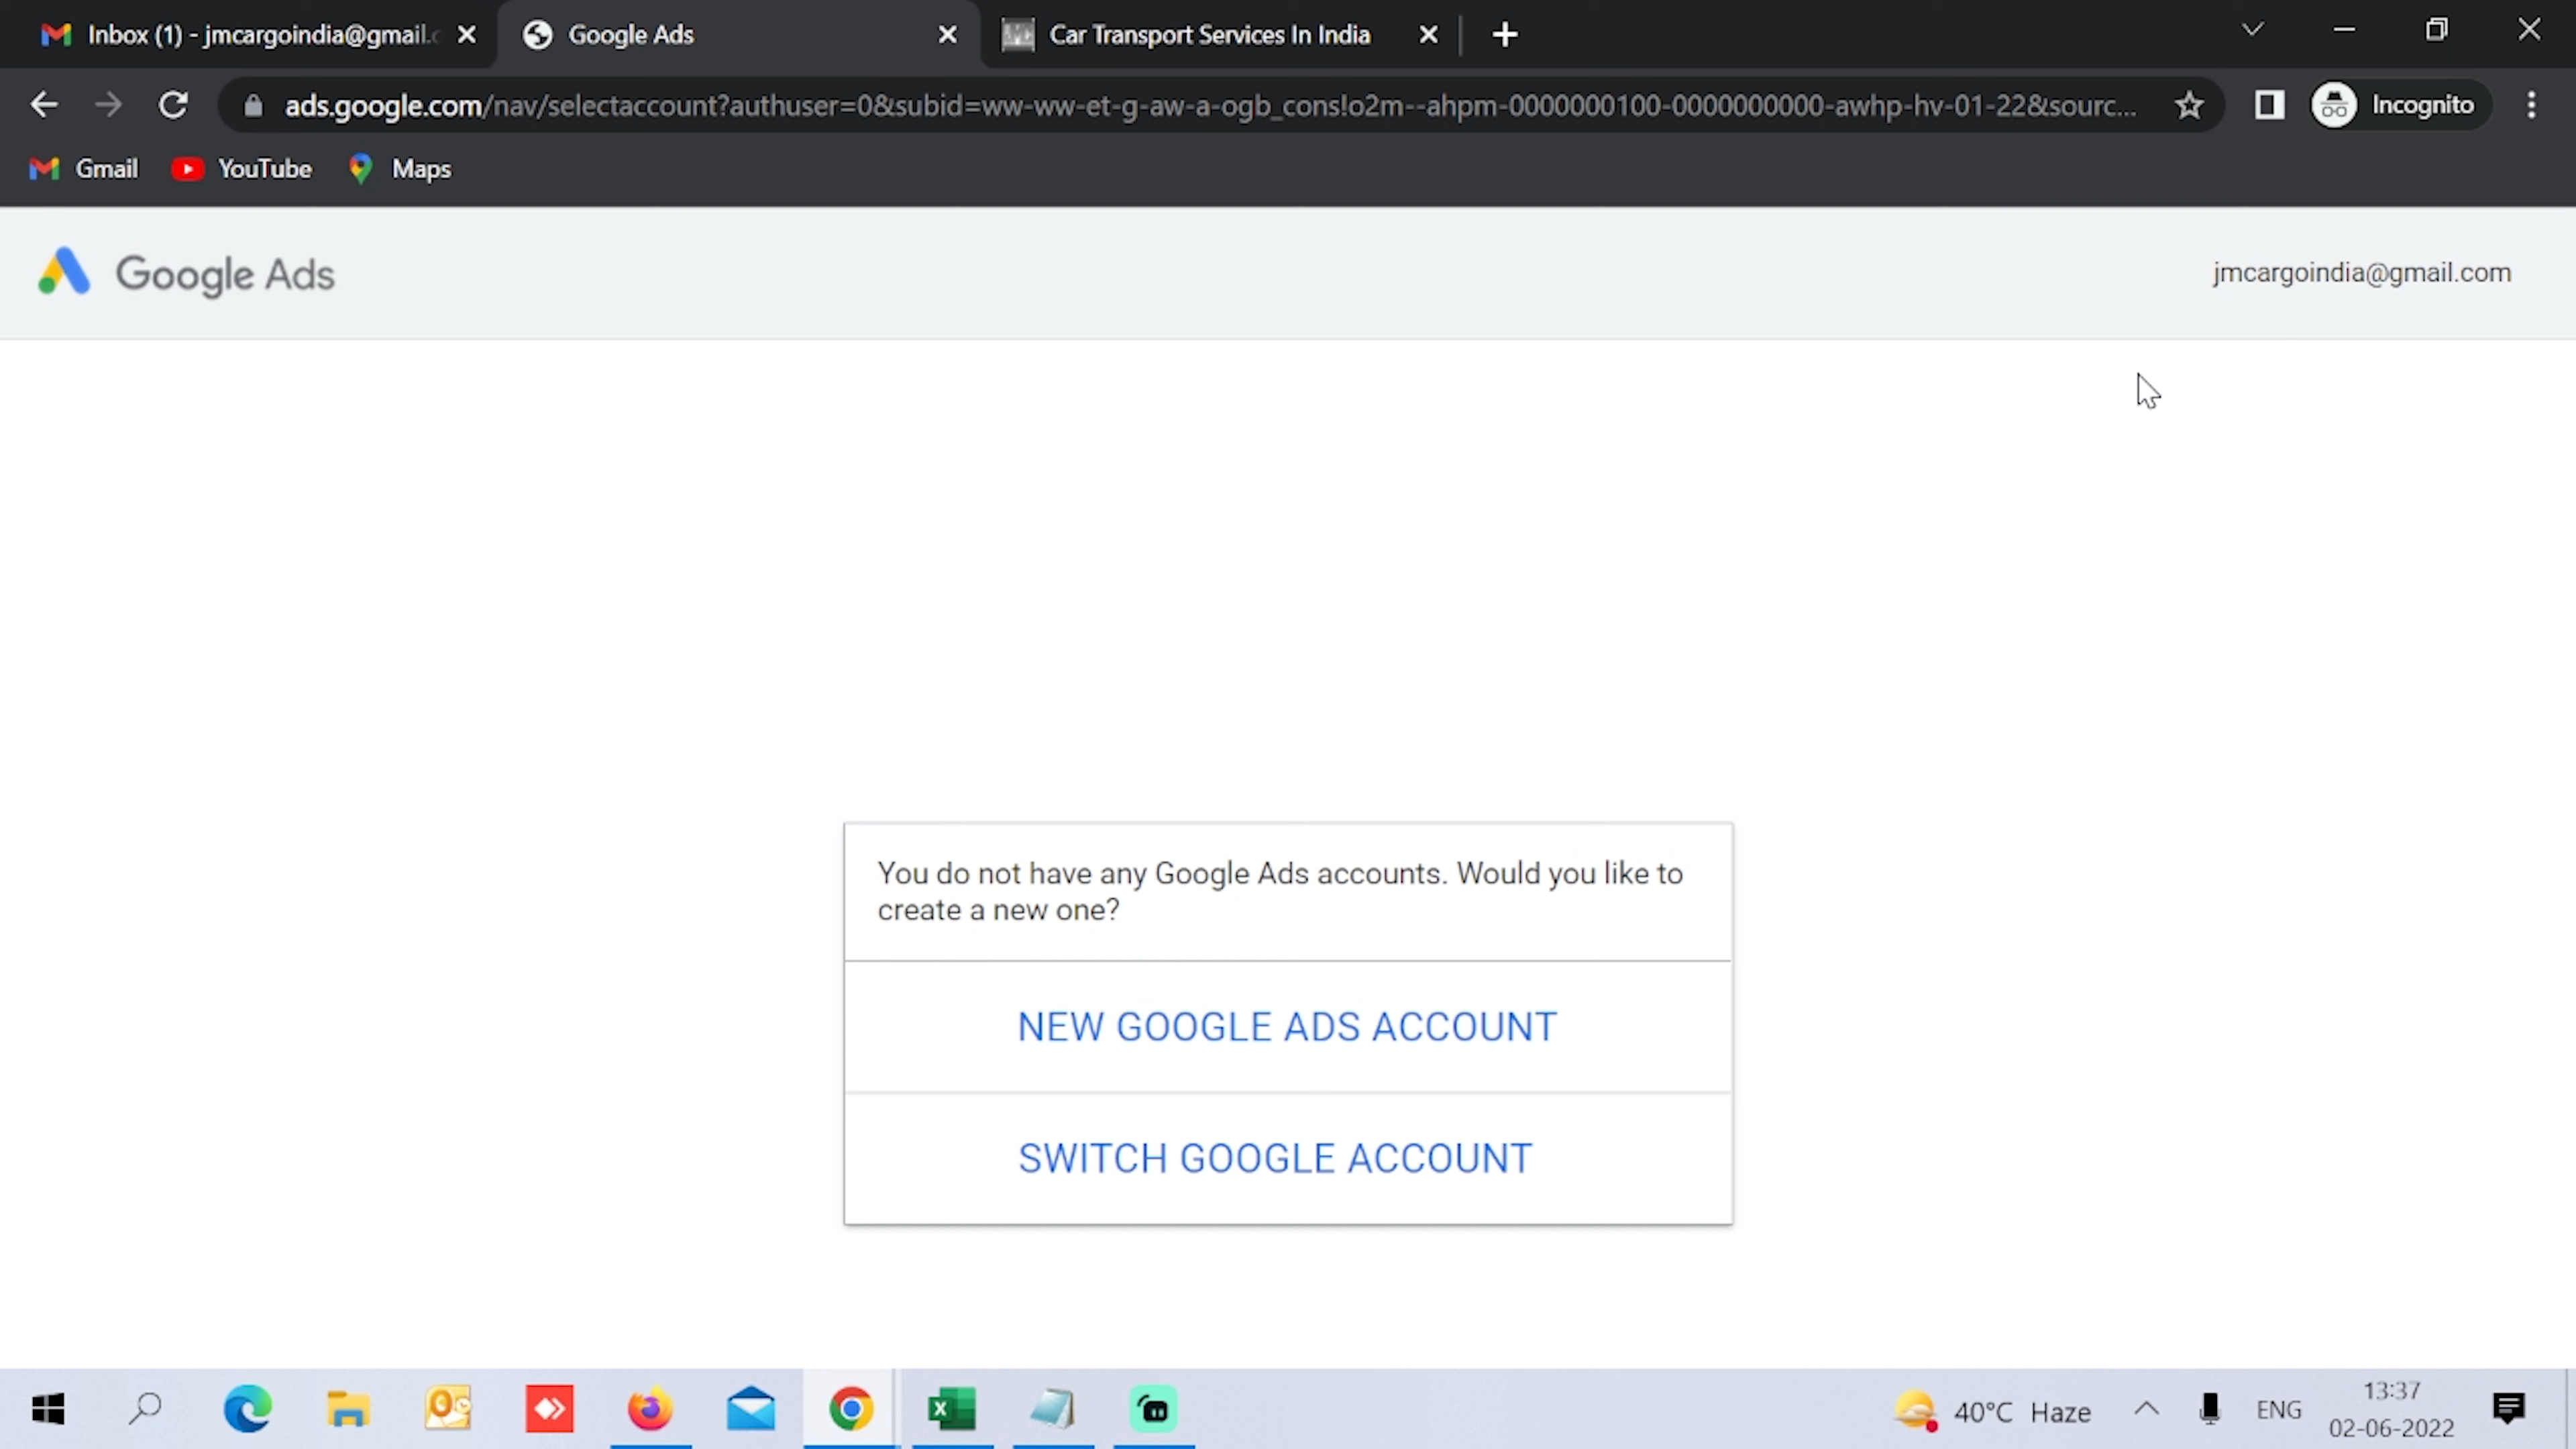 Inbox (1) - jmcargoindia@gmail.c
Google Ads
Car Transport Services In India
ads.google.com/nav/selectaccount?authuser=0&subid=ww-ww-et-g-aw-a-ogb_cons!o2m--ahpm-0000000100-0000000000-awhp-hv-01-22&sourc...
Incognito
Gmail
YouTube
Maps
Google Ads
jmcargoindia@gmail.com
You do not have any Google Ads accounts. Would you like to
create a new one?
NEW GOOGLE ADS ACCOUNT
SWITCH GOOGLE ACCOUNT
40°C Haze
ENG
13:37
02-06-2022